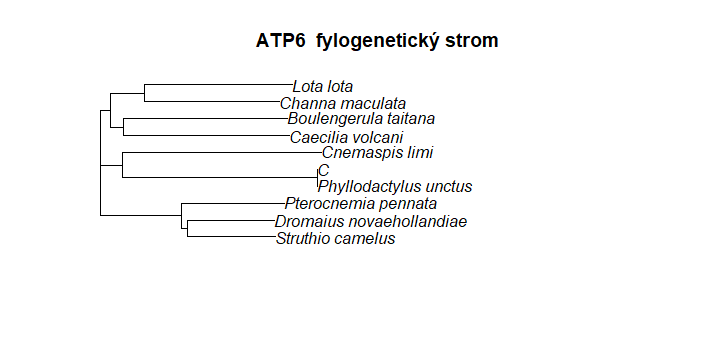 ATP6 fylogenetický strom
Lota lota
Channa maculata
Boulengerula taitana
Caecilia volcani
Cnemaspis limi
C
Phyllodactylus unctus
Pterocnemia pennata
Dromaius novaehollandiae
Struthio camelus